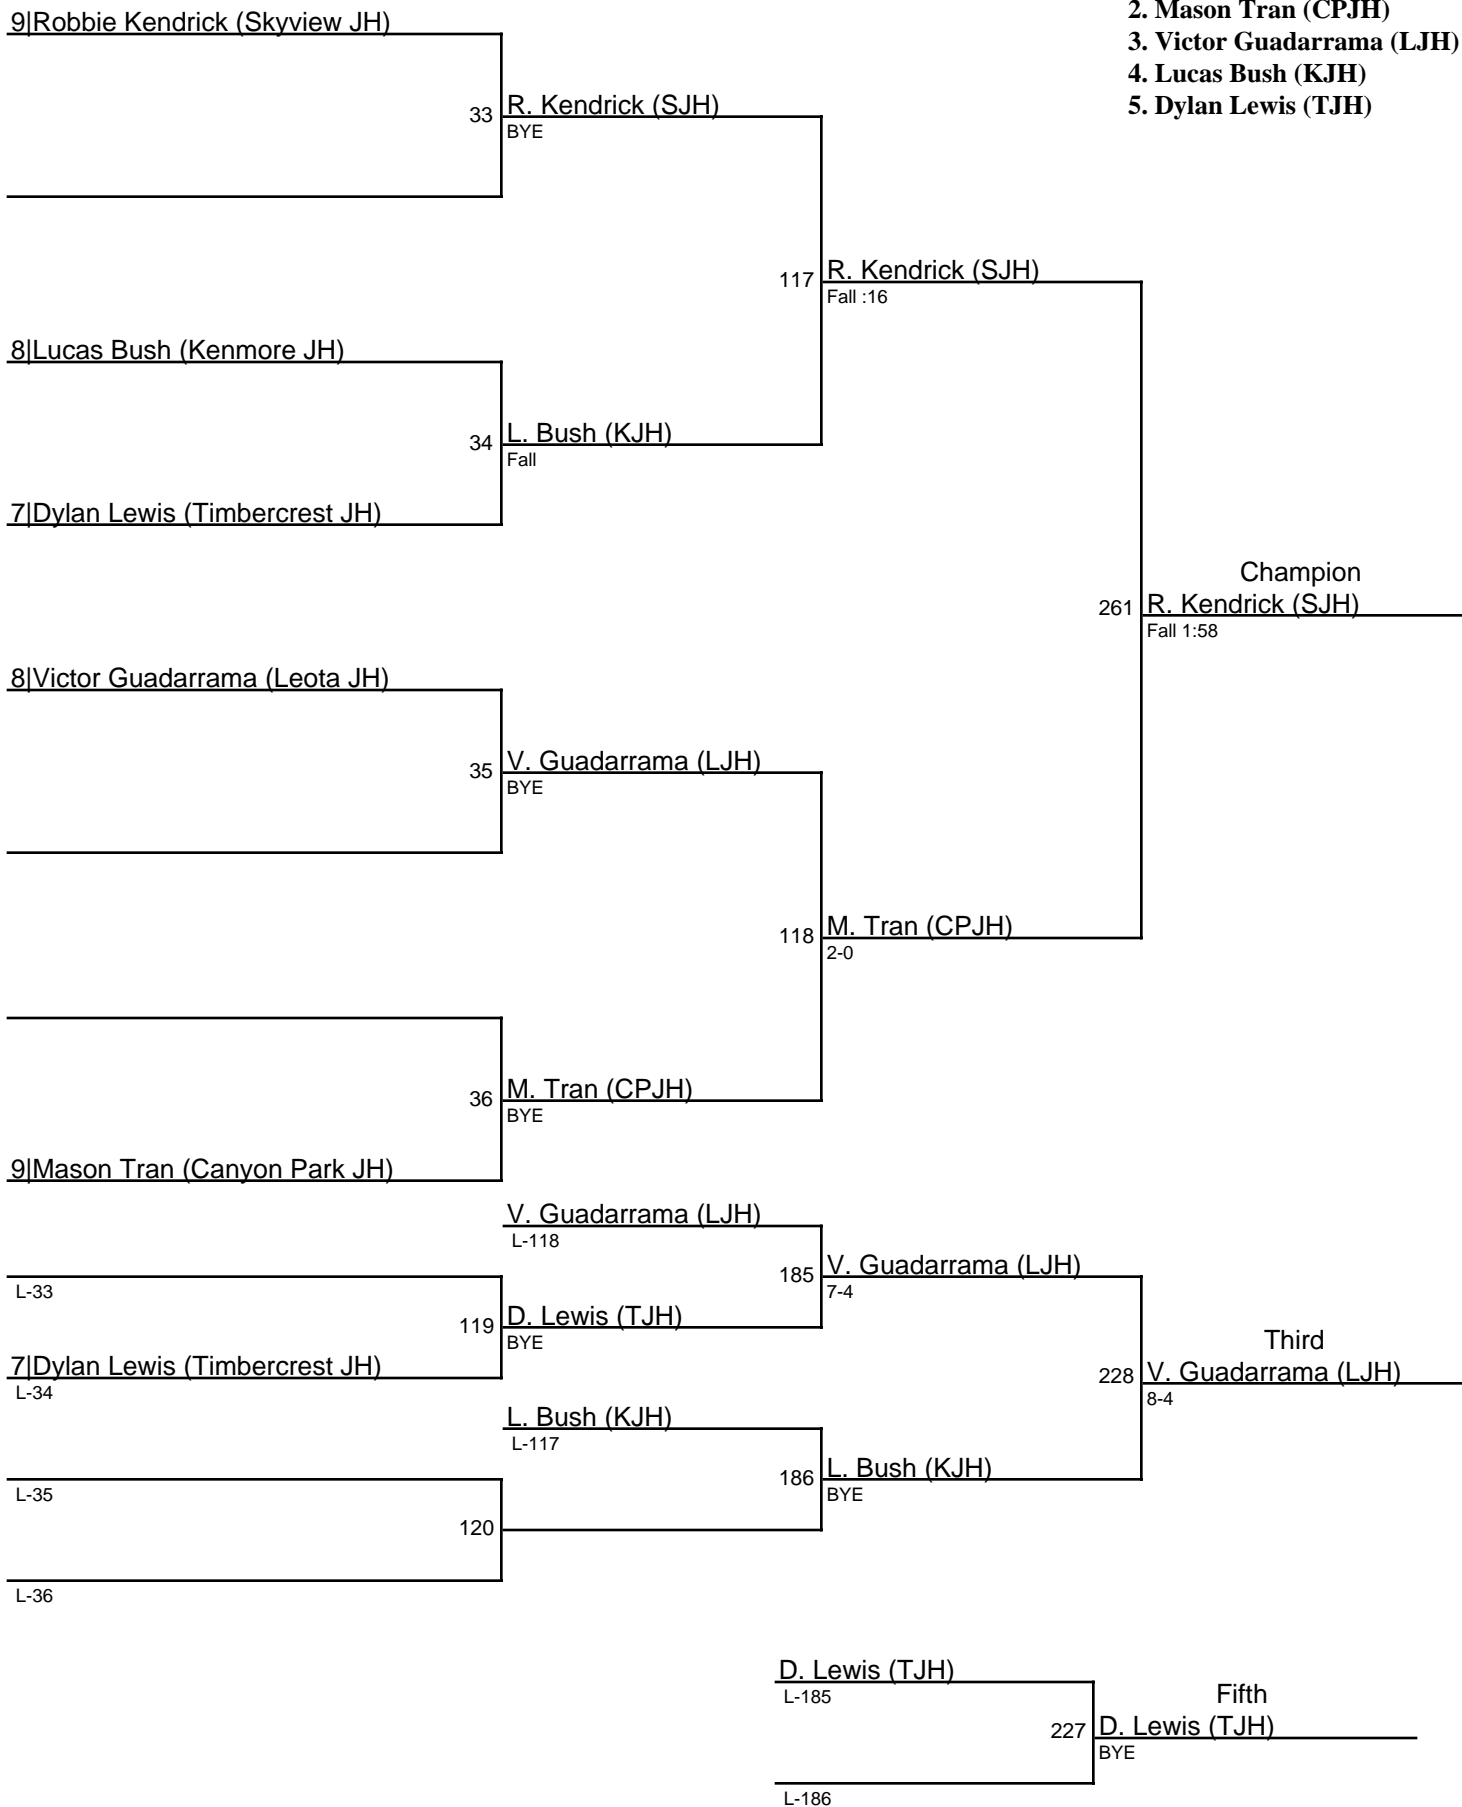 2. Mason Tran (CPJH)
3. Victor Guadarrama (LJH)
4. Lucas Bush (KJH)
5. Dylan Lewis (TJH)
9|Robbie Kendrick (Skyview JH)
33 R. Kendrick (SJH)
BYE
117 R. Kendrick (SJH)
Fall :16
8|Lucas Bush (Kenmore JH)
34 L. Bush (KJH)
Fall
7|Dylan Lewis (Timbercrest JH)
Champion
261 R. Kendrick (SJH)
Fall 1:58
8|Victor Guadarrama (Leota JH)
35 V. Guadarrama (LJH)
BYE
118 M. Tran (CPJH)
2-0
36 M. Tran (CPJH)
BYE
9|Mason Tran (Canyon Park JH)
V. Guadarrama (LJH)
L-118
185 V. Guadarrama (LJH)
7-4
L-33
119 D. Lewis (TJH)
BYE
7|Dylan Lewis (Timbercrest JH)
L-34
Third
228 V. Guadarrama (LJH)
8-4
L. Bush (KJH)
L-117
186 L. Bush (KJH)
BYE
L-35
120
L-36
D. Lewis (TJH)
L-185
Fifth
227 D. Lewis (TJH)
BYE
L-186